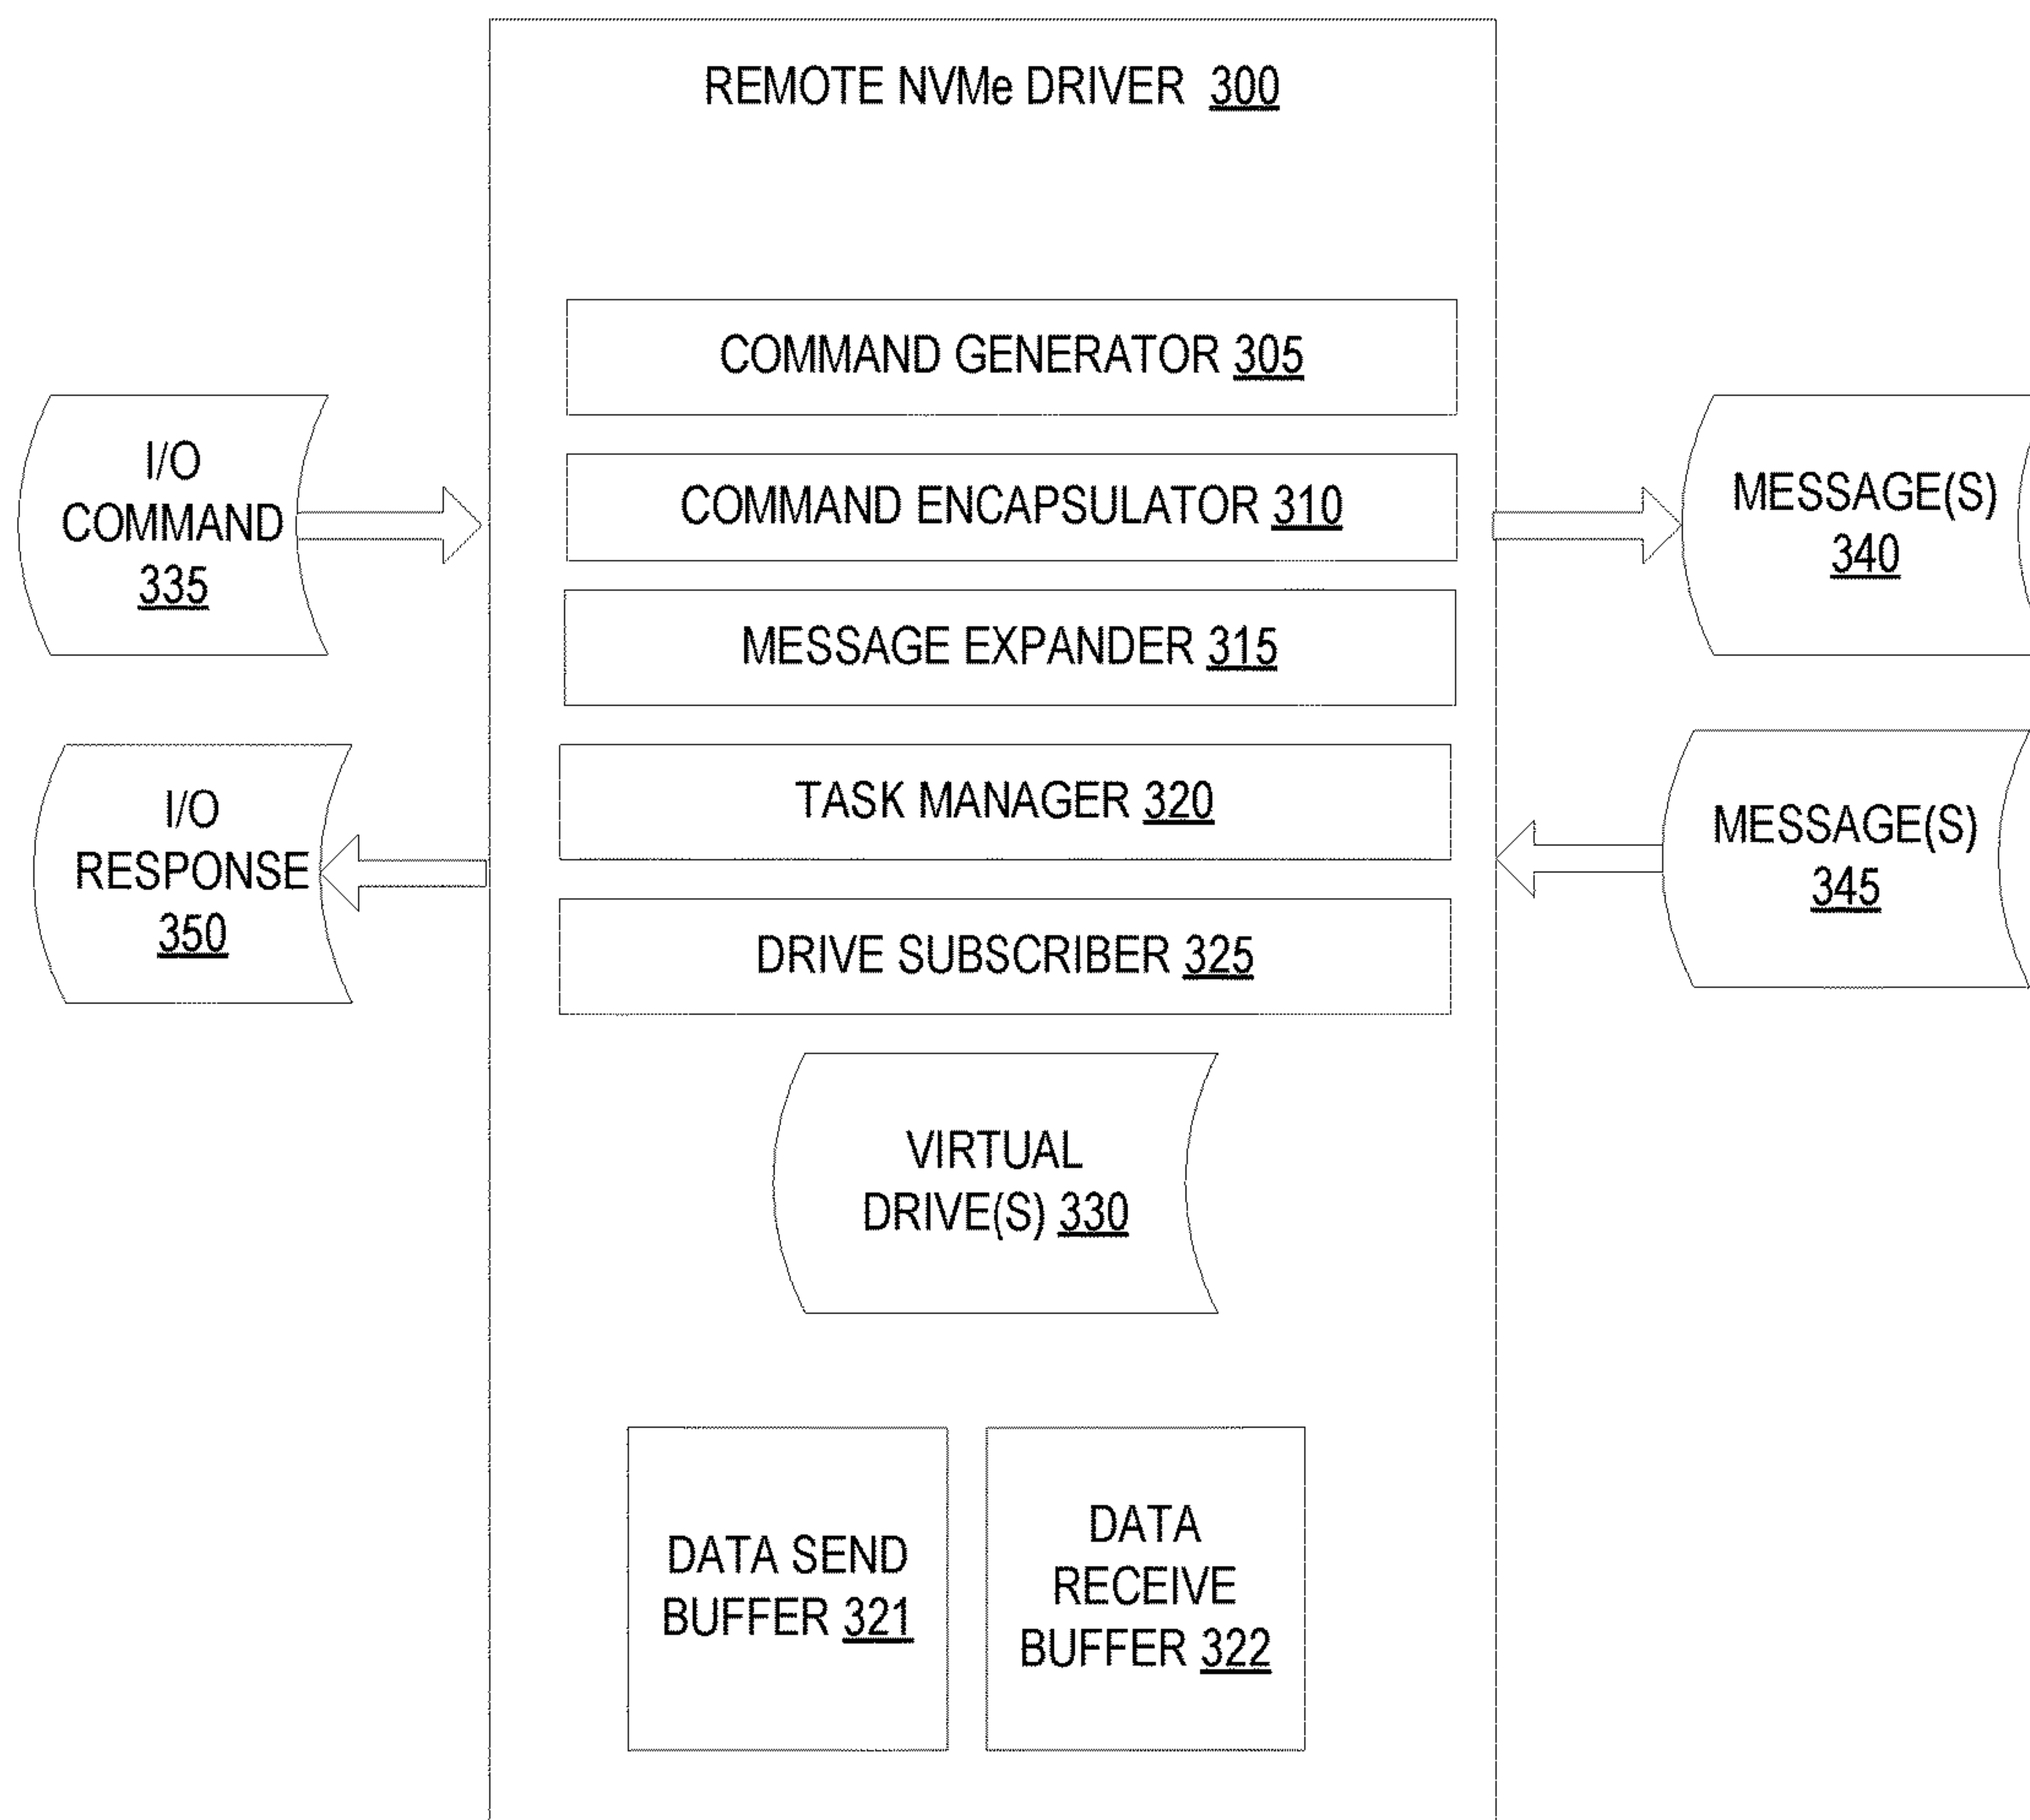 REMOTE NVMe DRIVER 300
COMMAND GENERATOR 305
COMMAND ENCAPSULATOR 310
MESSAGE EXPANDER 315
TASK MANAGER 320
DRIVE SUBSCRIBER 325
VIRTUAL
DRIVE(S) 330
DATA SEND
BUFFER 321
DATA
RECEIVE
BUFFER 322
I/O
COMMAND
335
I/O
RESPONSE
350
MESSAGE(S)
340
MESSAGE(S)
345